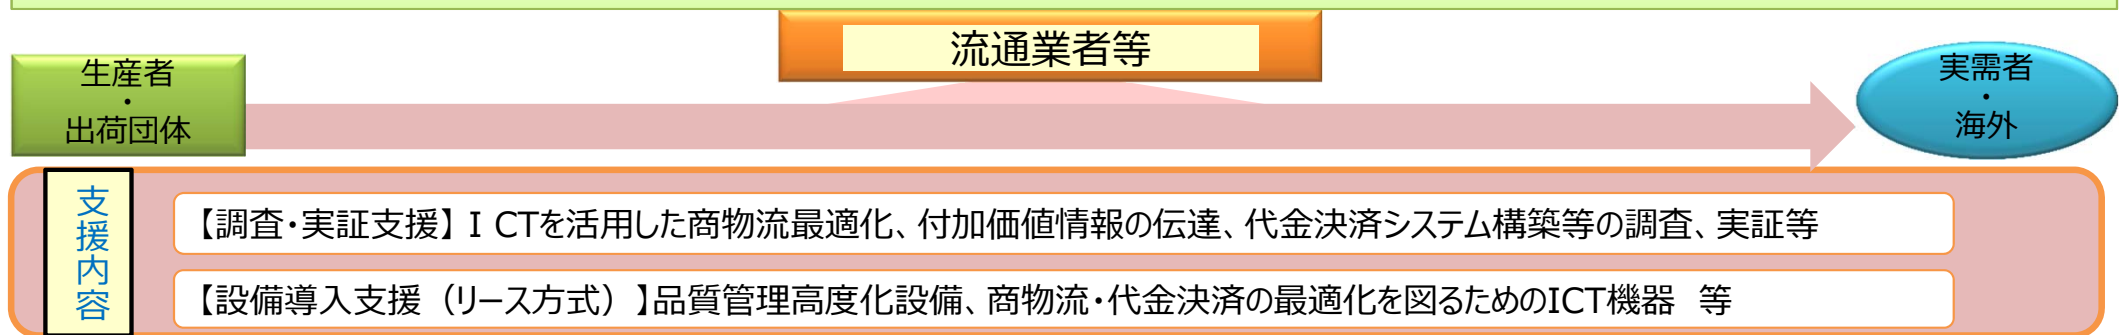 流通業者等
生産者
・
出荷団体
実需者
・
海外
支援内容
【調査・実証支援】ＩCTを活用した商物流最適化、付加価値情報の伝達、代金決済システム構築等の調査、実証等
【設備導入支援（リース方式）】品質管理高度化設備、商物流・代金決済の最適化を図るためのICT機器　等